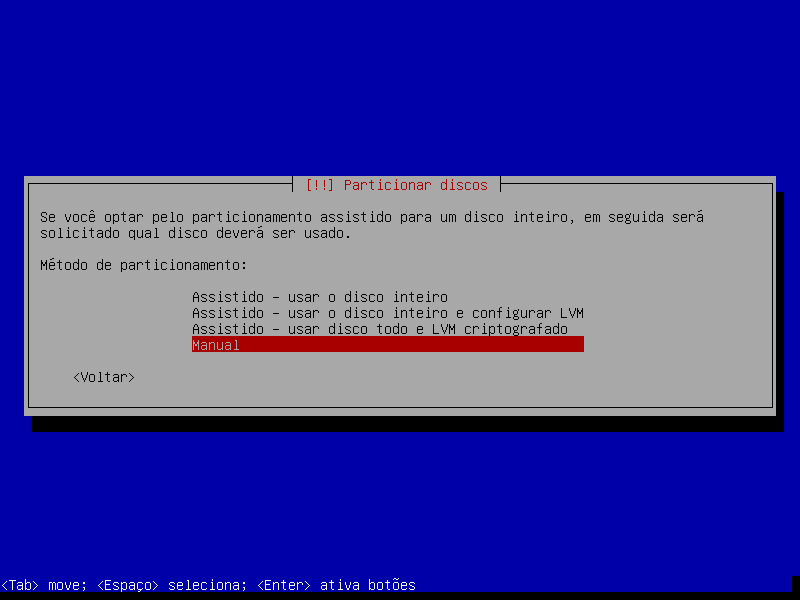 [!!] Particionar discos
Se você optar pelo particionamento assistido para um disco inteiro, em seguida será
solicitado qual disco deverá ser usado.
Método de particionamento:
Assistido - usar o disco inteiro
Assistido - usar o disco inteiro e configurar LVM
Assistido - usar disco todo e LVM criptografado
Manual
<Voltar>
<Tab> move; <Espaço> seleciona; <Enter> ativa botões